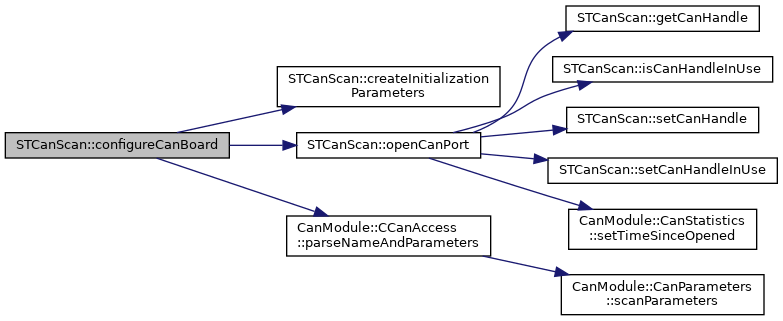 STCanScan::configureCanBoard
STCanScan::createInitialization
Parameters
STCanScan::openCanPort
CanModule::CCanAccess
::parseNameAndParameters
STCanScan::getCanHandle
STCanScan::isCanHandleInUse
STCanScan::setCanHandle
STCanScan::setCanHandleInUse
CanModule::CanStatistics
::setTimeSinceOpened
CanModule::CanParameters
::scanParameters